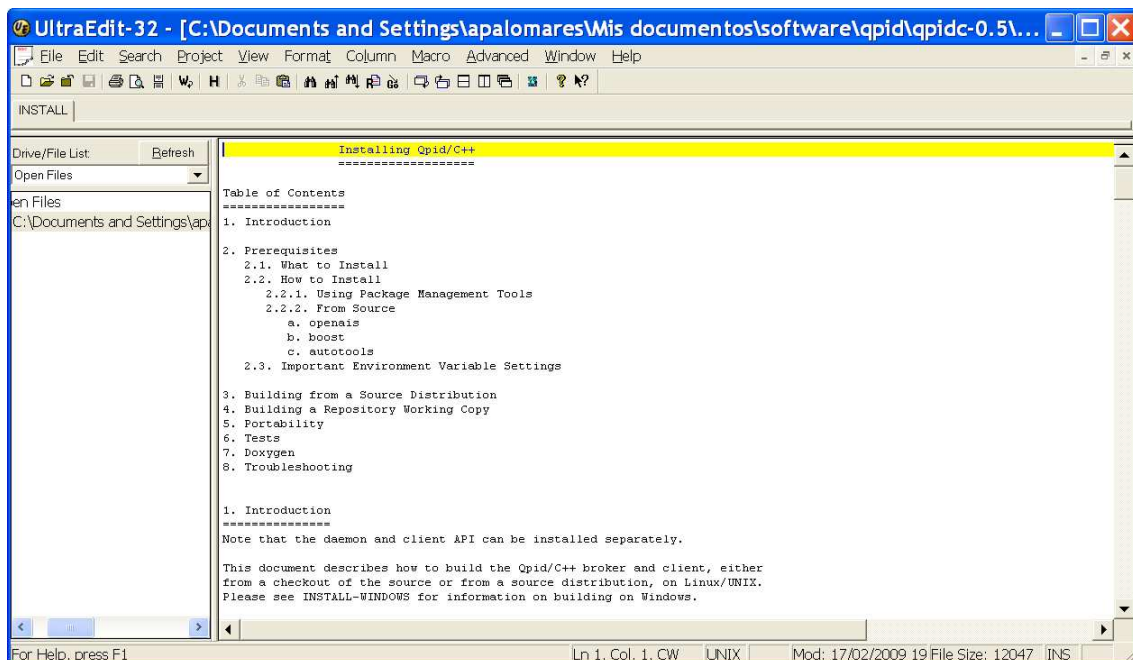 UltraEdit-32 - [C:\Documents and Settings\apalomares\Mis documentos\software\qpid\qpidc-0.5\...
File Edit Search Project View Format Column Macro Advanced Window Help
INSTALL
Drive/File List: Refresh
Open Files
en Files
C:\Documents and Settings\apa
Installing Qpid/C++
===================
Table of Contents
=================
1. Introduction
2. Prerequisites
2.1. What to Install
2.2. How to Install
2.2.1. Using Package Management Tools
2.2.2. From Source
a. openais
b. boost
c. autotools
2.3. Important Environment Variable Settings
3. Building from a Source Distribution
4. Building a Repository Working Copy
5. Portability
6. Tests
7. Doxygen
8. Troubleshooting
1. Introduction
===============
Note that the daemon and client API can be installed separately.
This document describes how to build the Qpid/C++ broker and client, either
from a checkout of the source or from a source distribution, on Linux/UNIX.
Please see INSTALL-WINDOWS for information on building on Windows.
For Help, press F1 Ln 1, Col. 1, CW UNIX Mod: 17/02/2009 19 File Size: 12047 INS